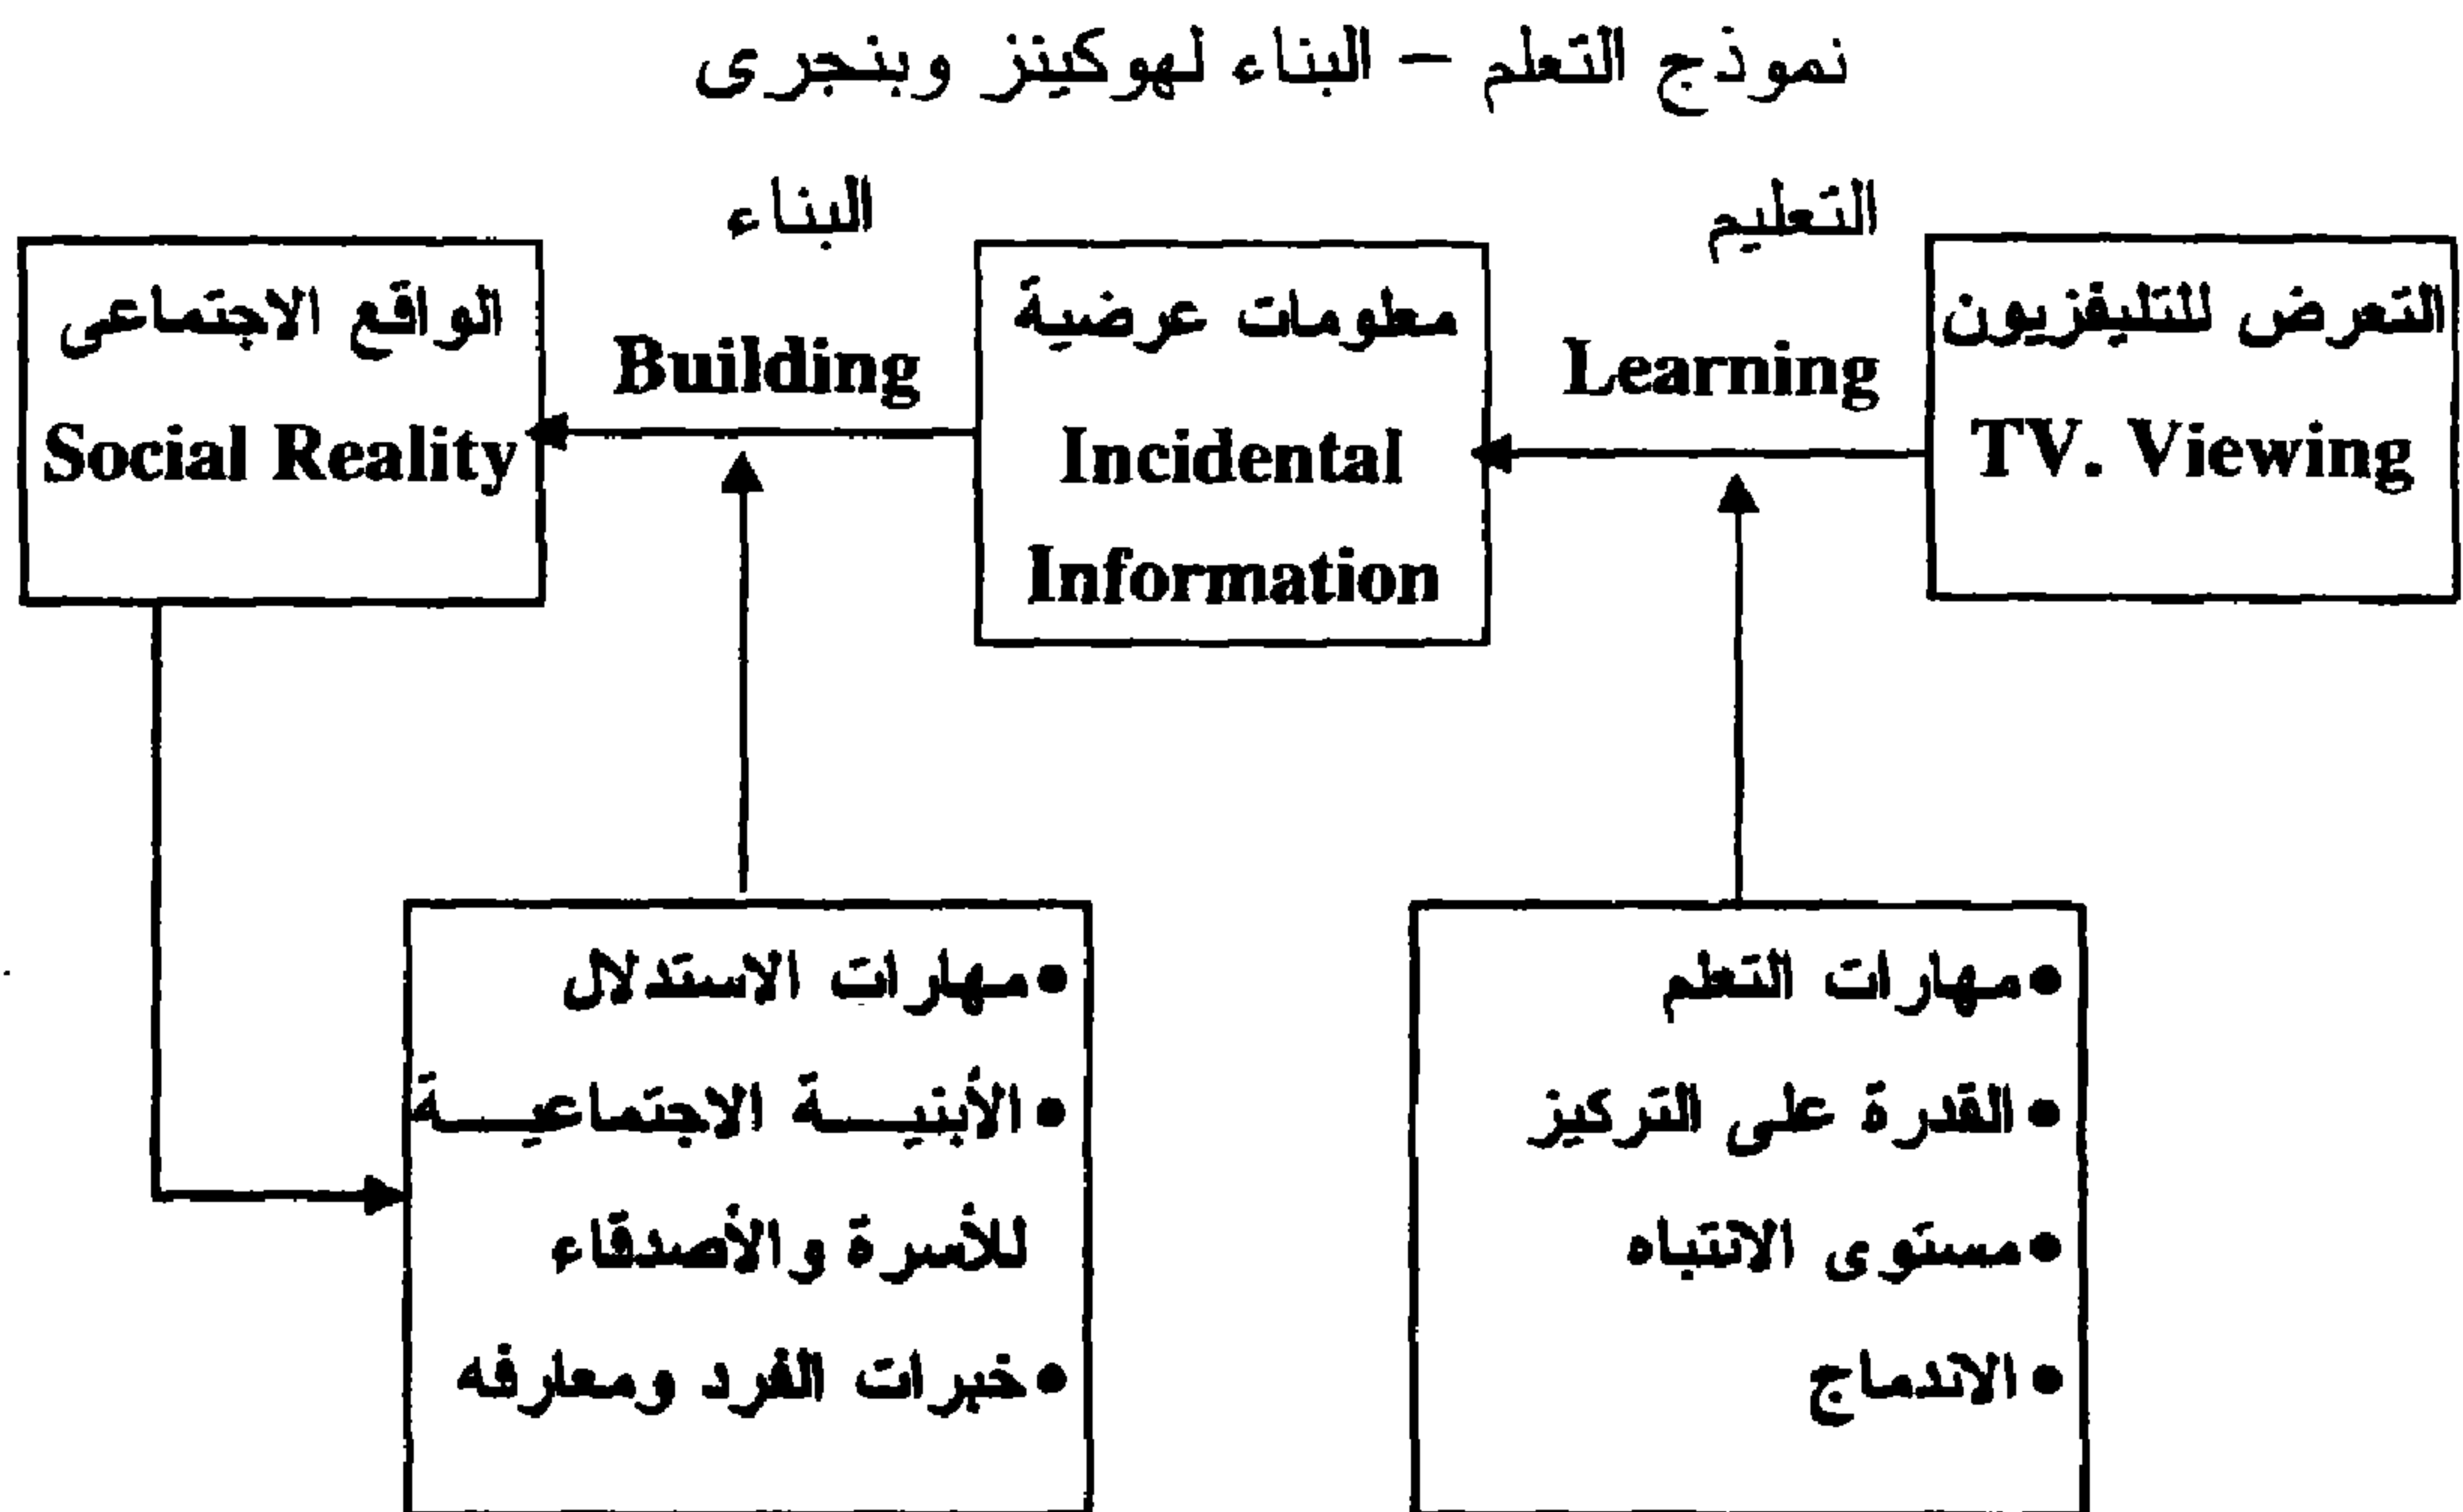 نموذج التعلم – البناء لهوكينز وبنجرى
التعليم
البناء
التعرض للتليفزيون
TV. Viewing
Learning
معلومات عرضية
Incidental
Information
Building
الواقع الاجتماعى
Social Reality
•مهارات التعلم
•القدرة على التركيز
•مستوى الانتباه
•الاندماج
•مهارات الاستدلال
•الأبنيـــة الاجتماعيـــة
للأسرة والأصدقاء
•خبرات الفرد ومعارفه